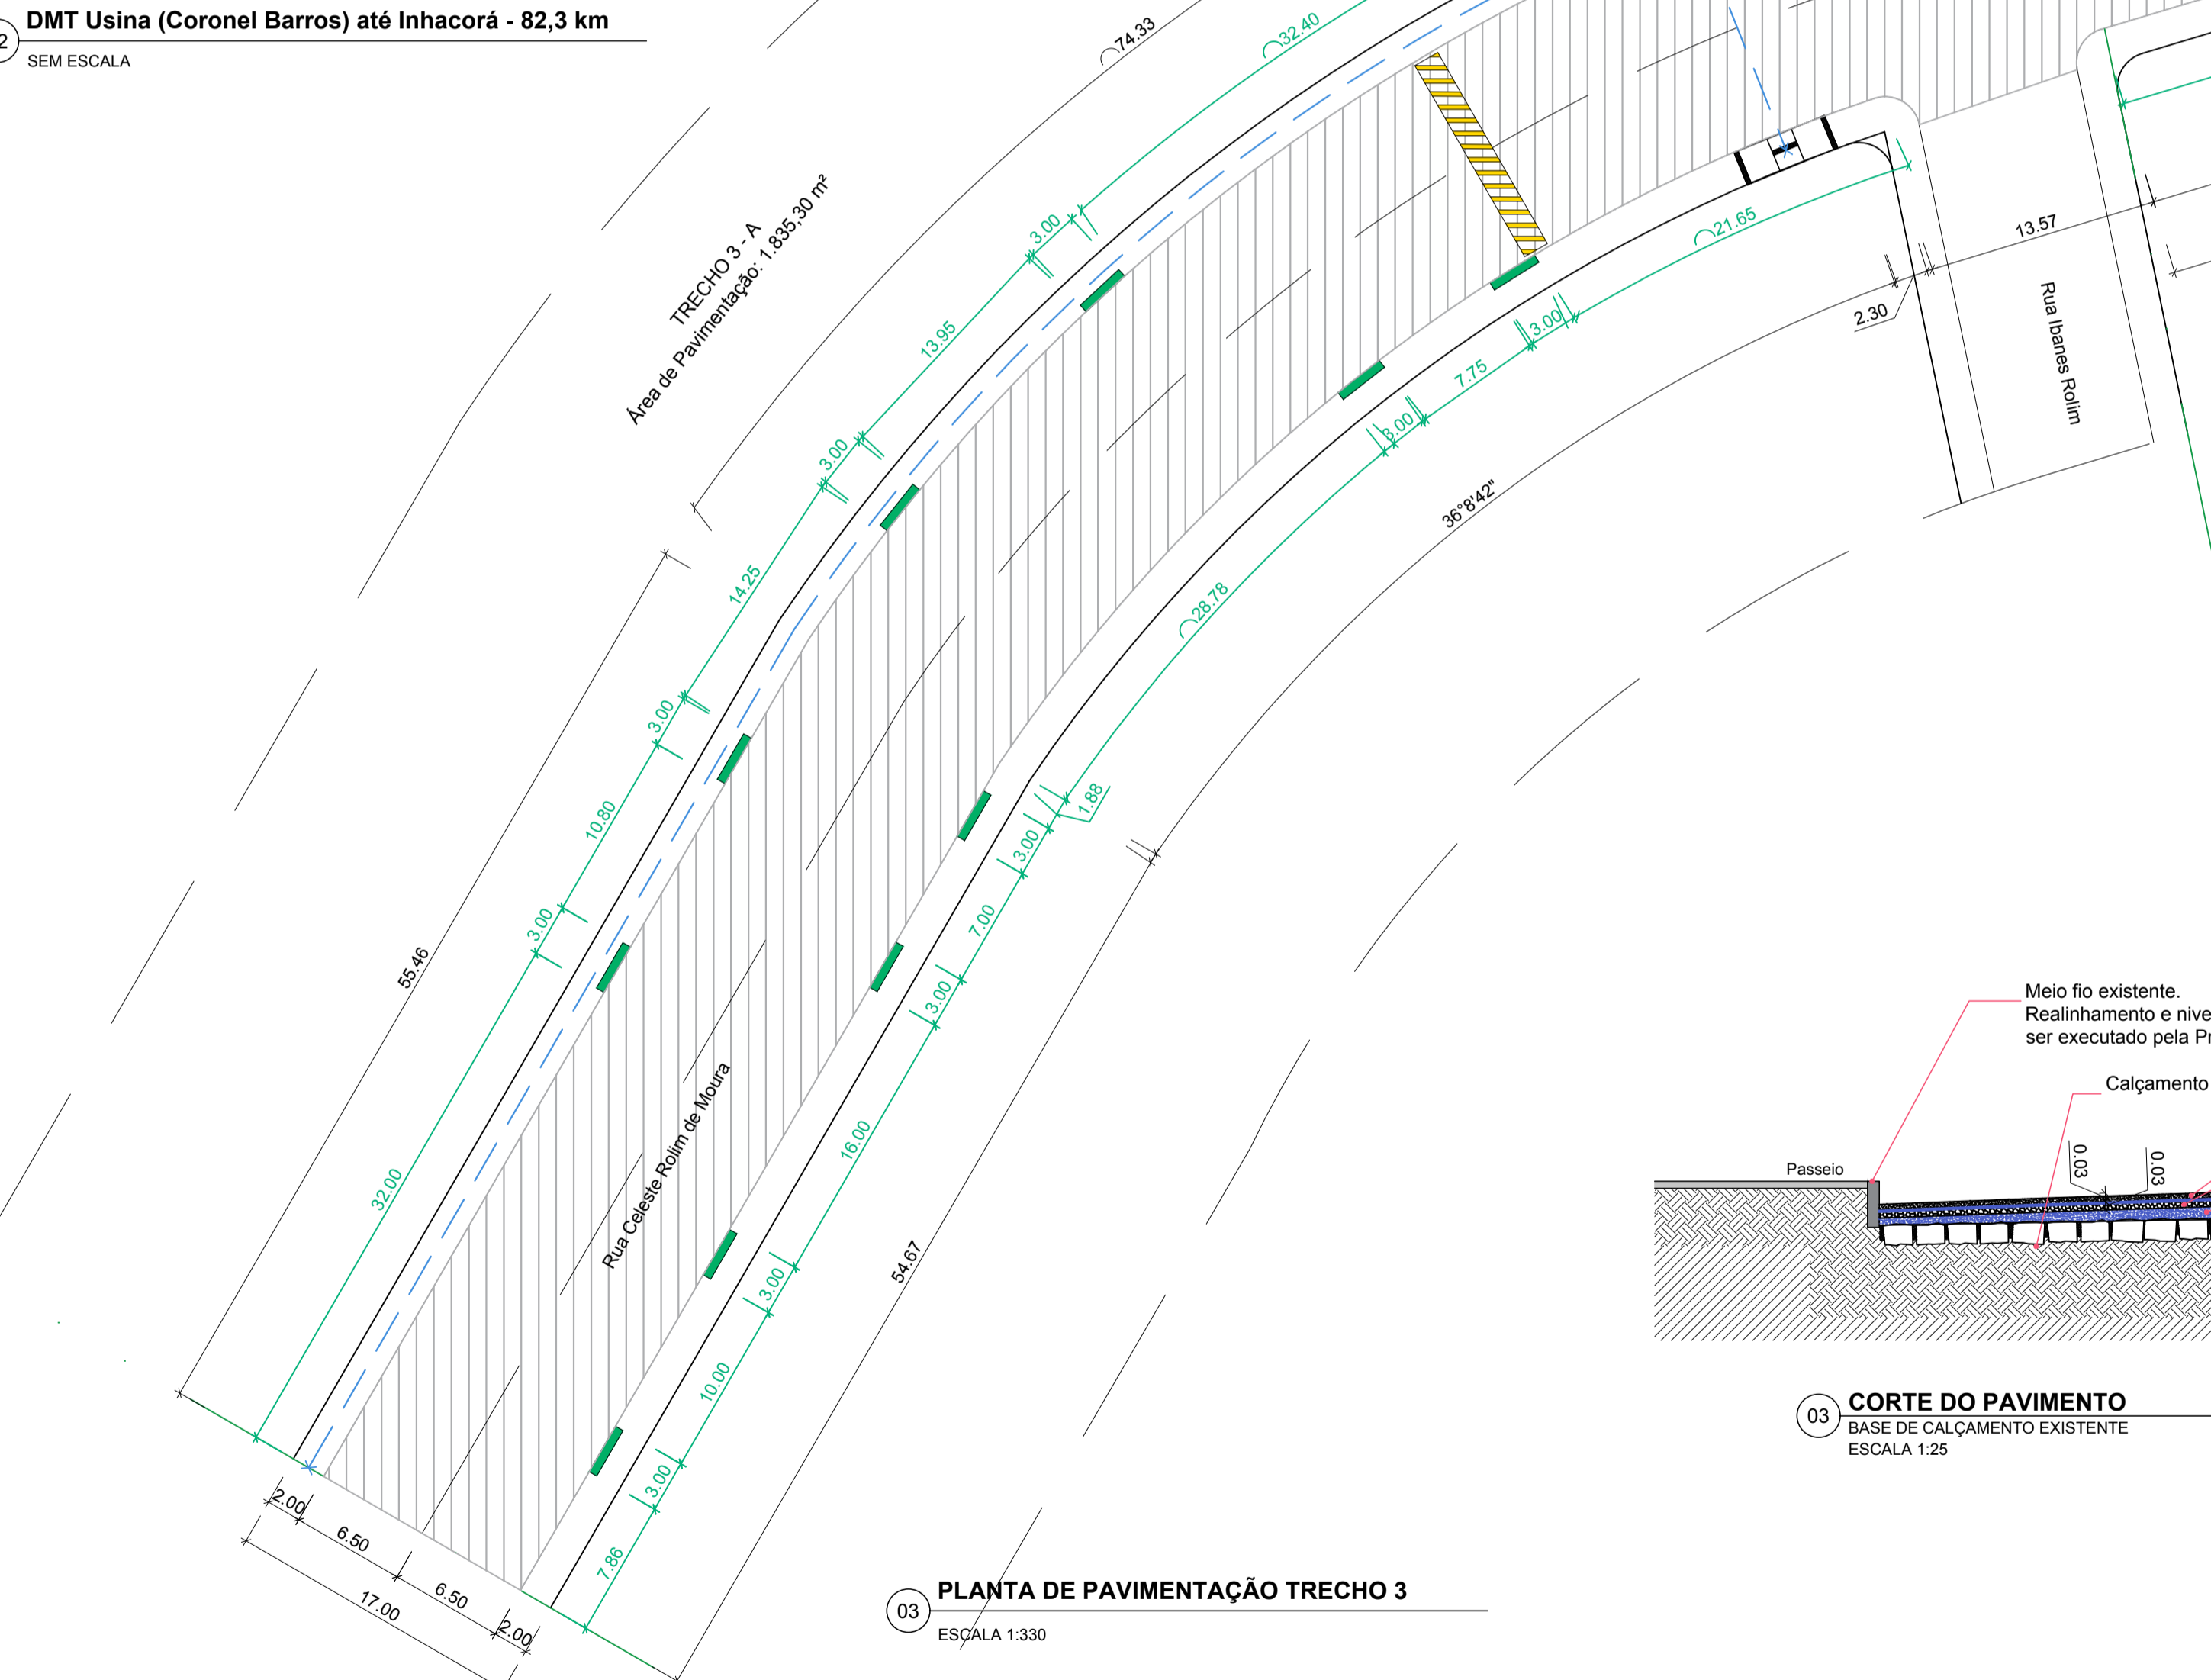 2
DMT Usina (Coronel Barros) até Inhacorá - 82,3 km
SEM ESCALA
74.33
32.40
TRECHO 3 - A
Área de Pavimentação: 1.835,30 m²
3.00
13.95
3.00
14.25
3.00
10.80
3.00
55.46
32.00
21.65
13.57
2.30
Rua Ibanes Rolim
3.00
7.75
3.00
36°8'42"
28.78
1.88
3.00
7.00
3.00
16.00
54.67
3.00
10.00
3.00
7.86
Rua Celeste Rolim de Moura
2.00
6.50
6.50
2.00
17.00
Meio fio existente.
Realinhamento e
ser executado pela
Calçamento
Passeio
0.03
0.03
03
CORTE DO PAVIMENTO
BASE DE CALÇAMENTO EXISTENTE
ESCALA 1:25
03
PLANTA DE PAVIMENTAÇÃO TRECHO 3
ESCALA 1:330